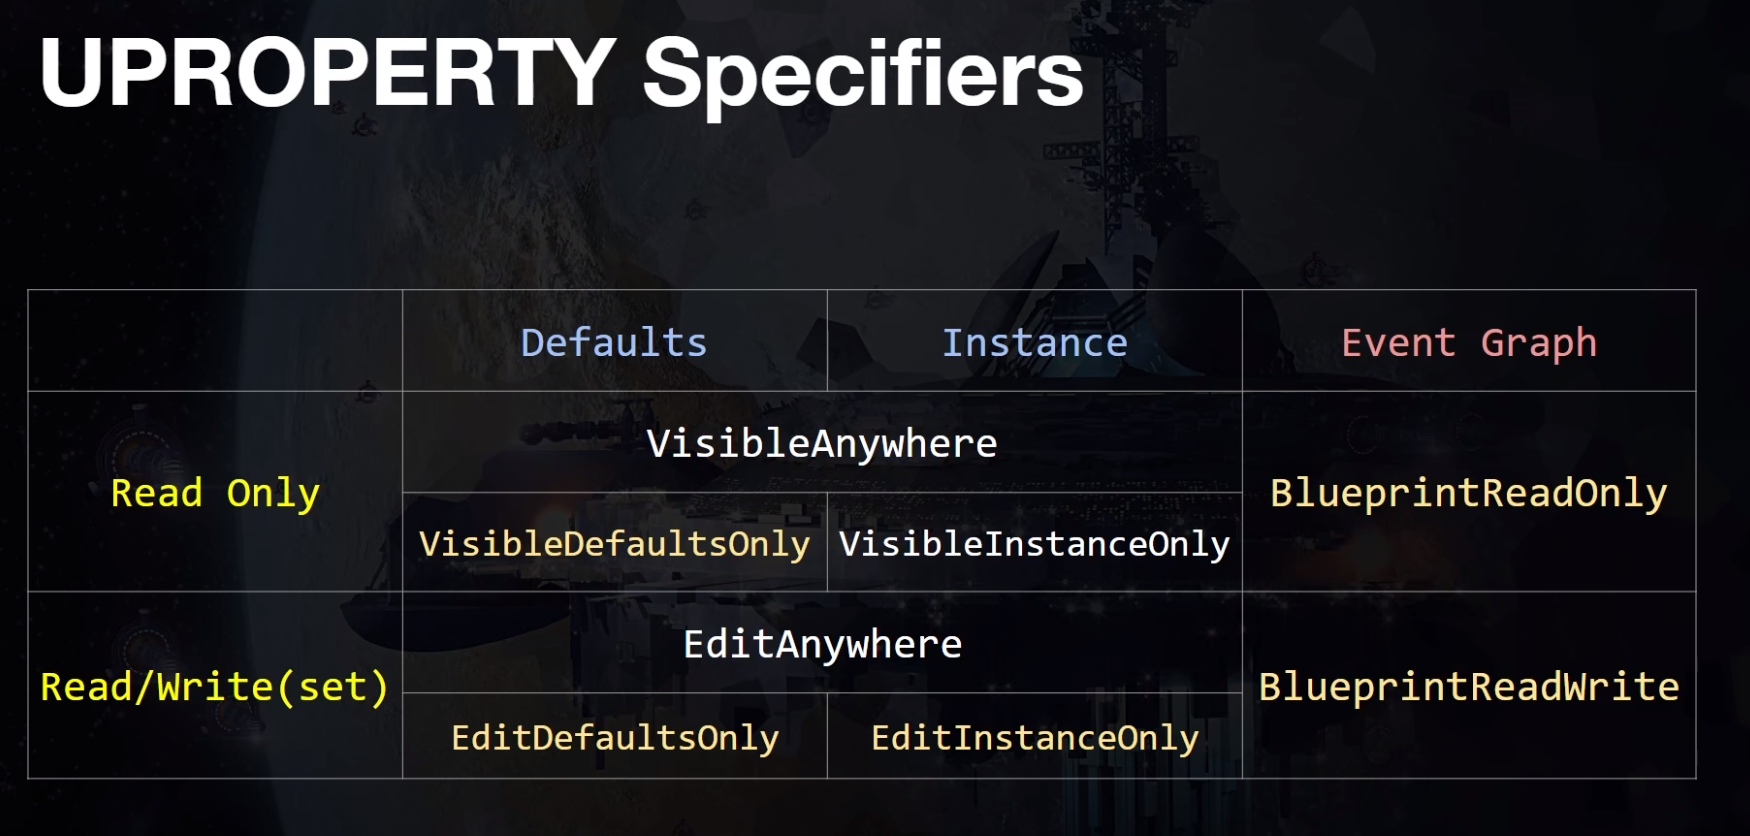 UPROPERTY Specifiers
Defaults
Instance
Event Graph
Read Only
VisibleAnywhere
VisibleDefaultsOnly
VisibleInstanceOnly
BlueprintReadOnly
Read/Write(set)
EditAnywhere
EditDefaultsOnly
EditInstanceOnly
BlueprintReadWrite